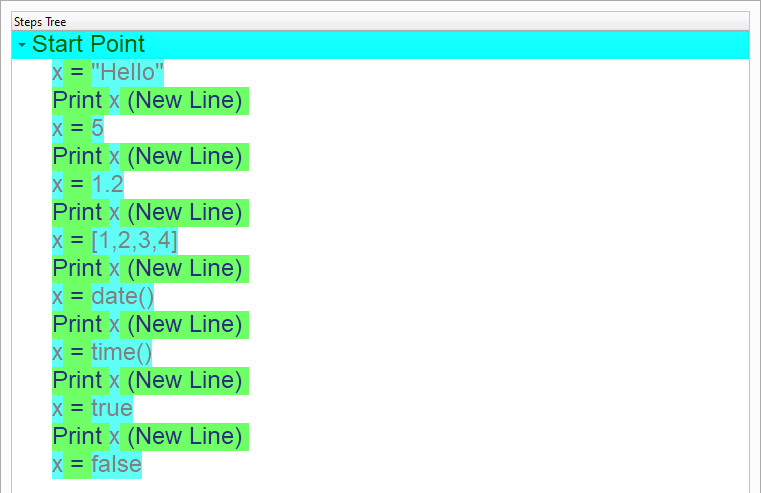 Steps Tree
Start Point
x = "Hello"
Print x (New Line)
x = 5
Print x (New Line)
x = 1.2
Print x (New Line)
x = [1,2,3,4]
Print x (New Line)
x = date()
Print x (New Line)
x = time()
Print x (New Line)
x = true
Print x (New Line)
x = false